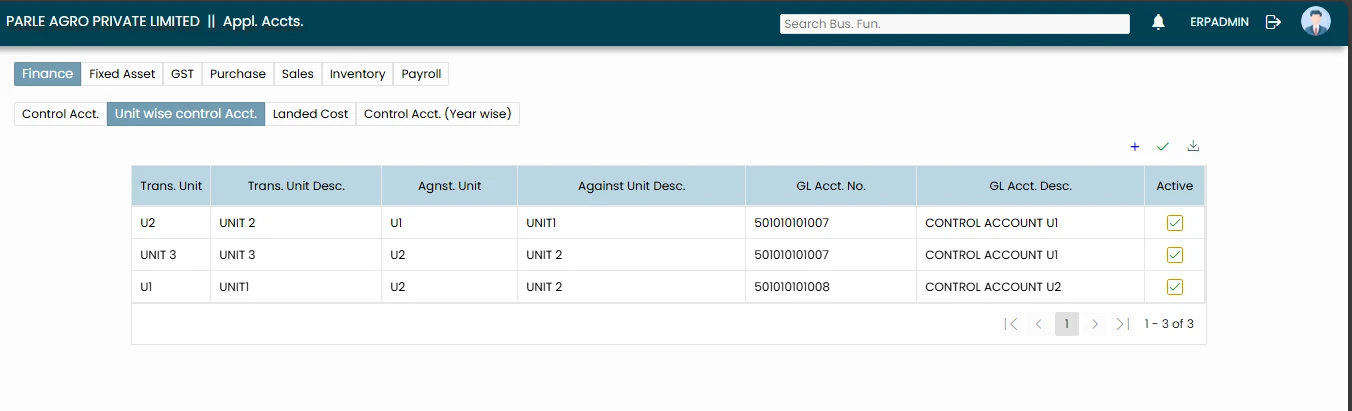 PARLE AGRO PRIVATE LIMITED || Appl. Accts.
Search Bus. Fun.
ERPADMIN
Finance Fixed Asset GST Purchase Sales Inventory Payroll
Control Acct. Unit wise control Acct. Landed Cost Control Acct. (Year wise)
Trans. Unit Trans. Unit Desc. Agnst. Unit Against Unit Desc. GL Acct. No. GL Acct. Desc. Active
U2 UNIT 2 U1 UNIT1 501010101007 CONTROL ACCOUNT U1
UNIT 3 UNIT 3 U2 UNIT 2 501010101007 CONTROL ACCOUNT U1
U1 UNIT1 U2 UNIT 2 501010101008 CONTROL ACCOUNT U2
1 1 - 3 of 3